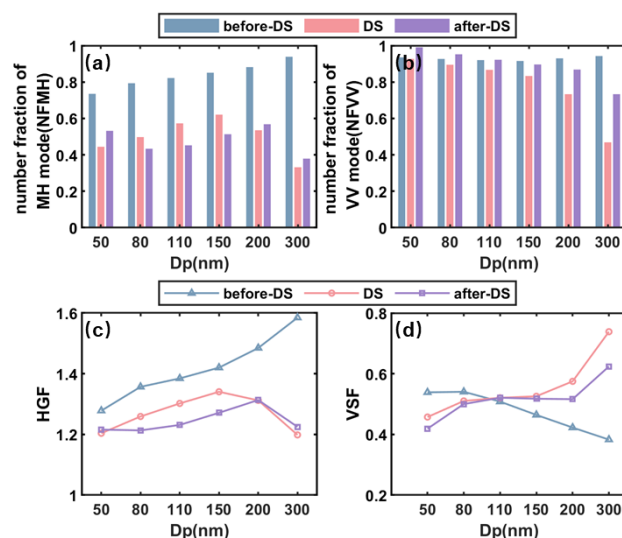 before-DS DS after-DS
(a)
number fraction of
MH mode(NFMH)
1
0.8
0.6
0.4
0.2
0
50 80 110 150 200 300
Dp(nm)
(b)
number fraction of
VV mode(NFVV)
1
0.8
0.6
0.4
0.2
0
50 80 110 150 200 300
Dp(nm)
before-DS DS after-DS
(c)
HGF
1.6
1.4
1.2
1
50 80 110 150 200 300
Dp(nm)
(d)
VSF
0.8
0.6
0.4
0.2
50 80 110 150 200 300
Dp(nm)